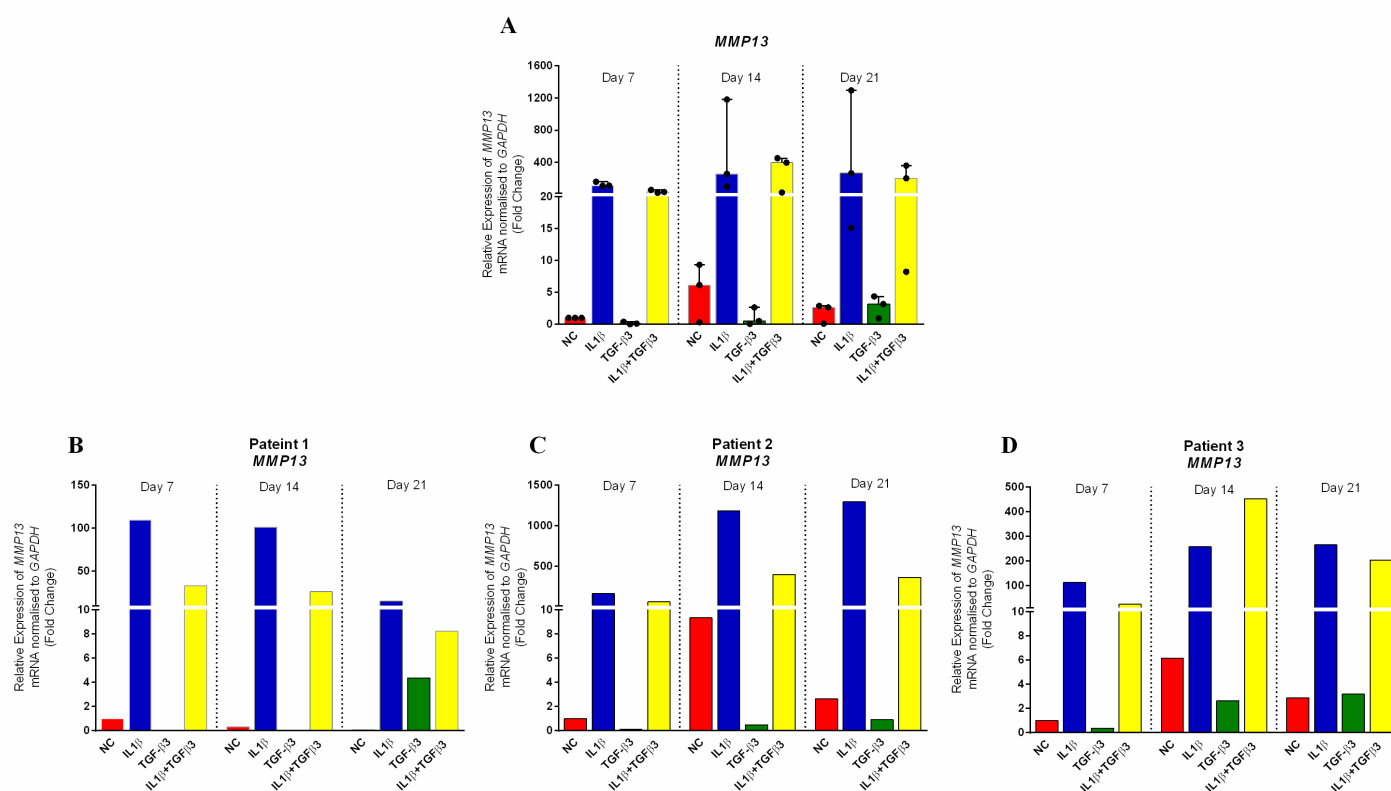 A
MMP13
Relative Expression of MMP13
mRNA normalised to GAPDH
(Fold Change)
1600
1200
800
400
20
15
10
5
0
Day 7
Day 14
Day 21
NC
IL1β
TGF-β3
IL1β+TGFβ3
NC
IL1β
TGF-β3
IL1β+TGFβ3
NC
IL1β
TGF-β3
IL1β+TGFβ3
B
Pateint 1
MMP13
Relative Expression of MMP13
mRNA normalised to GAPDH
(Fold Change)
150
100
50
10
8
6
4
2
0
Day 7
Day 14
Day 21
NC
IL1β
TGF-β3
IL1β+TGFβ3
NC
IL1β
TGF-β3
IL1β+TGFβ3
NC
IL1β
TGF-β3
IL1β+TGFβ3
C
Patient 2
MMP13
Relative Expression of MMP13
mRNA normalised to GAPDH
(Fold Change)
1500
1000
500
10
8
6
4
2
0
Day 7
Day 14
Day 21
NC
IL1β
TGF-β3
IL1β+TGFβ3
NC
IL1β
TGF-β3
IL1β+TGFβ3
NC
IL1β
TGF-β3
IL1β+TGFβ3
D
Patient 3
MMP13
Relative Expression of MMP13
mRNA normalised to GAPDH
(Fold Change)
500
400
300
200
100
10
8
6
4
2
0
Day 7
Day 14
Day 21
NC
IL1β
TGF-β3
IL1β+TGFβ3
NC
IL1β
TGF-β3
IL1β+TGFβ3
NC
IL1β
TGF-β3
IL1β+TGFβ3